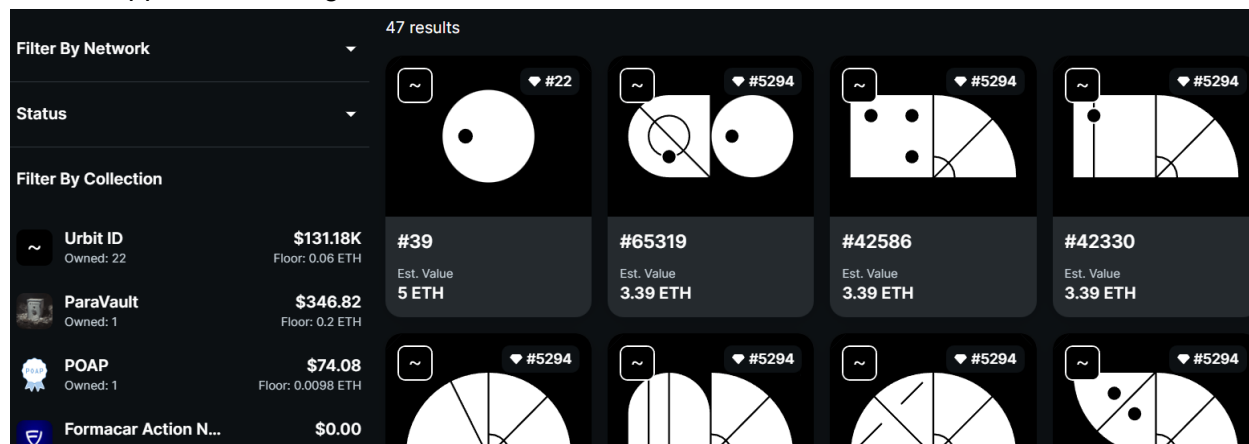 47 results
Filter By Network
Status
Filter By Collection
~ Urbit ID $131.18K
Owned: 22 Floor: 0.06 ETH
ParaVault $346.82
Owned: 1 Floor: 0.2 ETH
POAP POAP $74.08
Owned: 1 Floor: 0.0098 ETH
Formacar Action N... $0.00
~ #22
~ #5294
~ #5294
~ #5294
#39
#65319
#42586
#42330
Est. Value
Est. Value
Est. Value
Est. Value
5 ETH
3.39 ETH
3.39 ETH
3.39 ETH
~ #5294
~ #5294
~ #5294
~ #5294